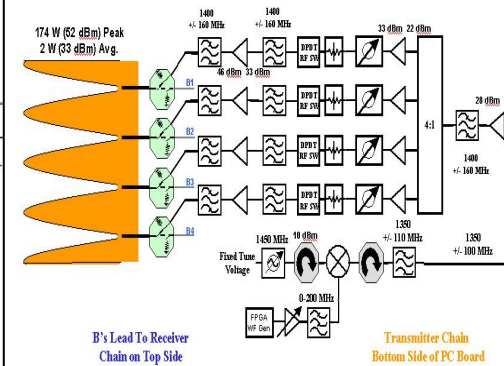 174 W (52 dBm) Peak
2 W (33 dBm) Avg.
1400
+/- 160 MHz
1400
+/- 160 MHz
33 dBm
22 dBm
46 dBm
33 dBm
DPDT
RF SW
B1
DPDT
RF SW
B2
DPDT
RF SW
B3
DPDT
RF SW
B4
4:1
28 dBm
1400
+/- 160 MHz
1450 MHz
10 dBm
1350
+/- 110 MHz
1350
+/- 100 MHz
Fixed Tune
Voltage
0-200 MHz
FPGA
WF Gen
B's Lead To Receiver
Chain on Top Side
Transmitter Chain
Bottom Side of PC Board